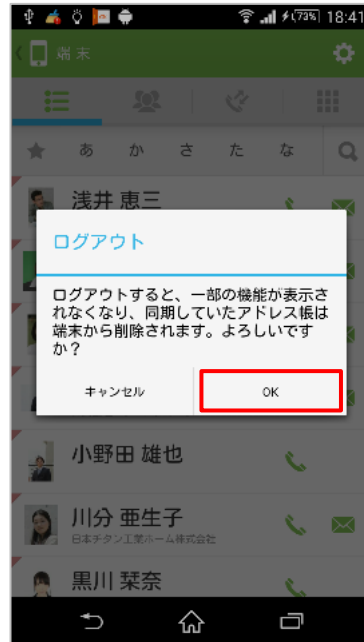 73% 18:41
端末
あ か さ た な
浅井 恵三
ログアウト
ログアウトすると、一部の機能が表示さ
れなくなり、同期していたアドレス帳は
端末から削除されます。よろしいです
か？
キャンセル OK
小野田 雄也
川分 亜生子
日本チタン工業ホーム株式会社
黒川 栞奈